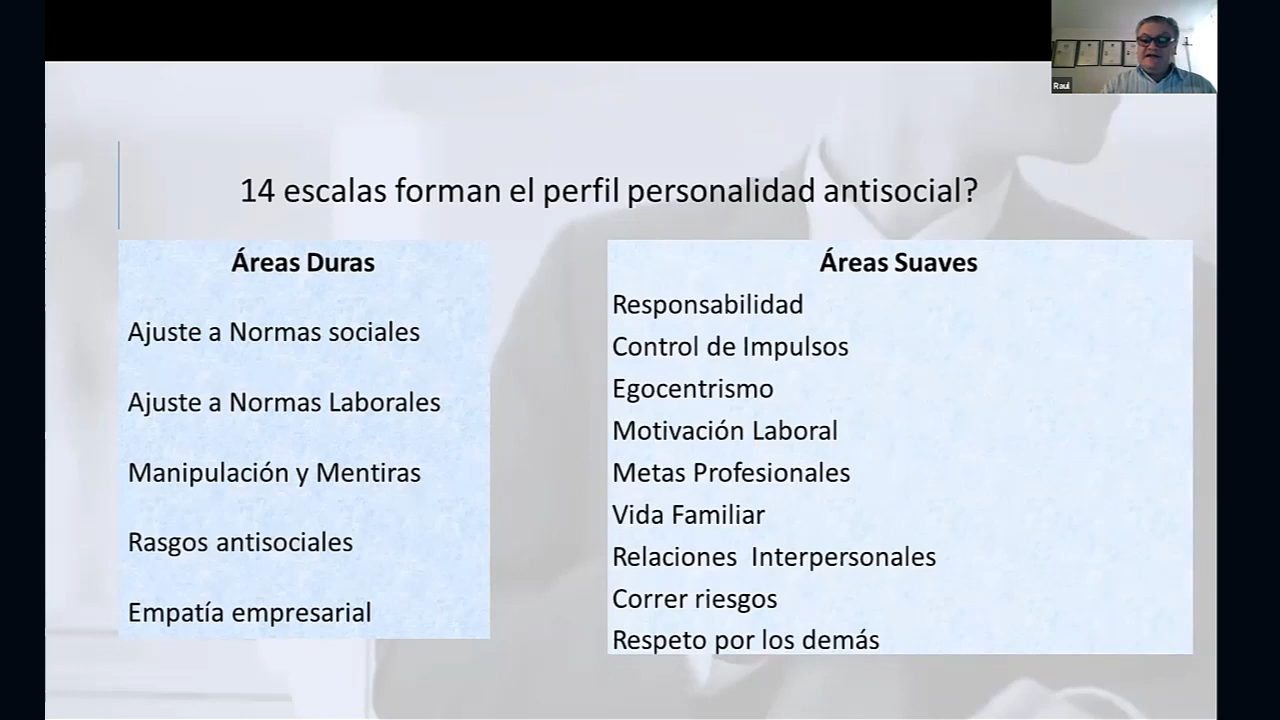 Raul
14 escalas forman el perfil personalidad antisocial?
Áreas Duras
Ajuste a Normas sociales
Ajuste a Normas Laborales
Manipulación y Mentiras
Rasgos antisociales
Empatía empresarial
Áreas Suaves
Responsabilidad
Control de Impulsos
Egocentrismo
Motivación Laboral
Metas Profesionales
Vida Familiar
Relaciones  Interpersonales
Correr riesgos
Respeto por los demás